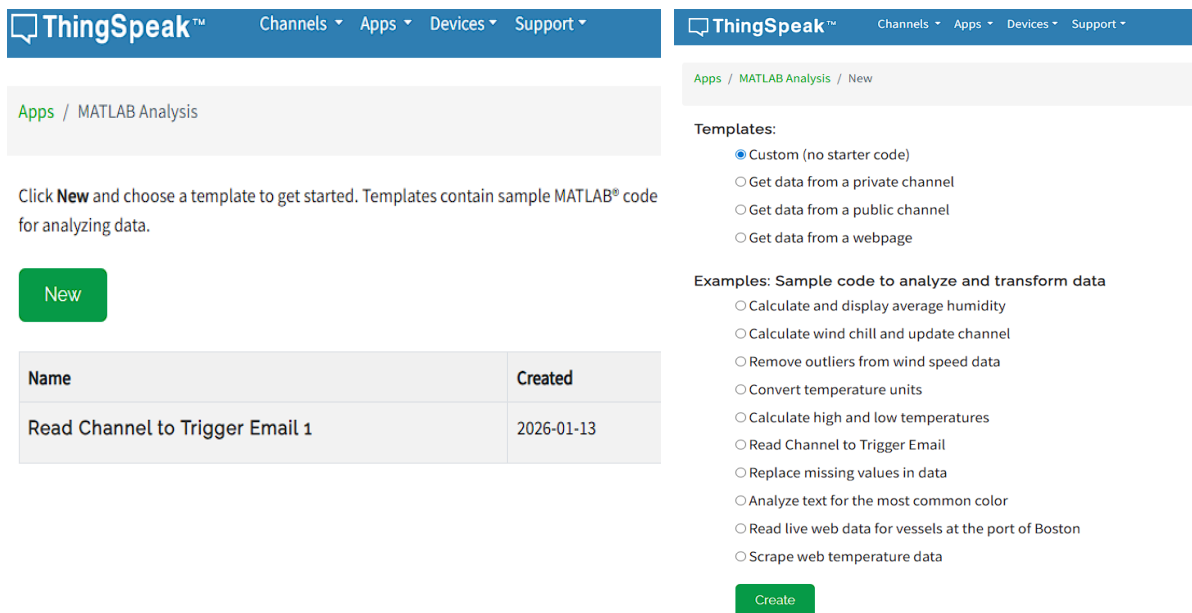 ThingSpeak™ Channels Apps Devices Support
Apps / MATLAB Analysis
Click New and choose a template to get started. Templates contain sample MATLAB® code
for analyzing data.
New
Name Created
Read Channel to Trigger Email 1 2026-01-13
ThingSpeak™ Channels Apps Devices Support
Apps / MATLAB Analysis / New
Templates:
Custom (no starter code)
Get data from a private channel
Get data from a public channel
Get data from a webpage
Examples: Sample code to analyze and transform data
Calculate and display average humidity
Calculate wind chill and update channel
Remove outliers from wind speed data
Convert temperature units
Calculate high and low temperatures
Read Channel to Trigger Email
Replace missing values in data
Analyze text for the most common color
Read live web data for vessels at the port of Boston
Scrape web temperature data
Create